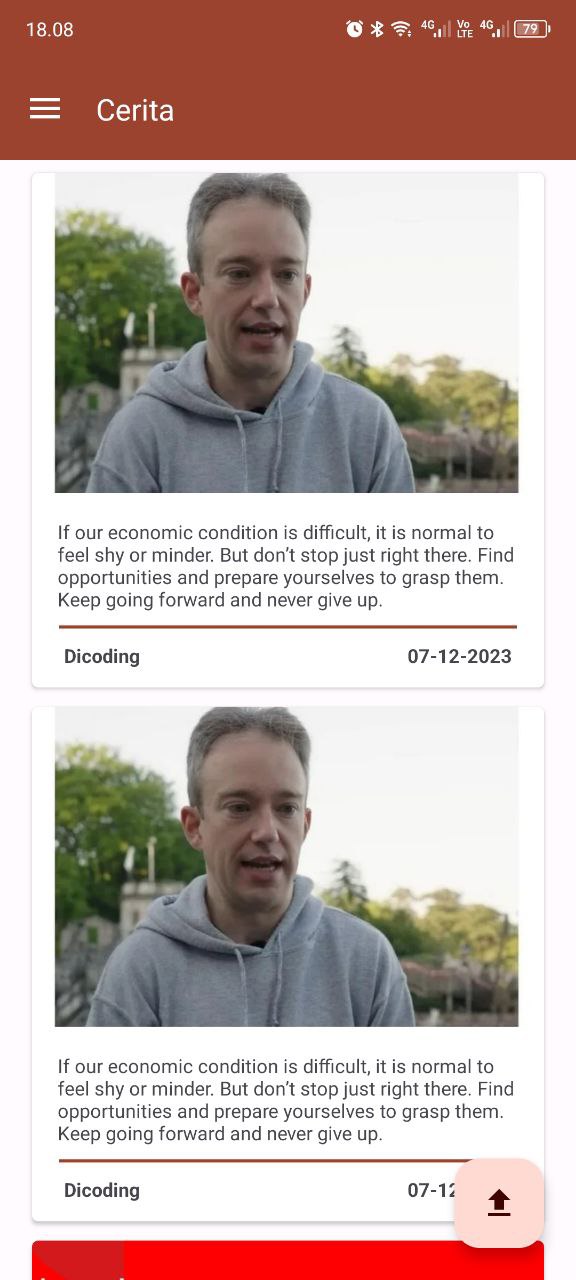 18.08
4G
Vo
LTE
4G
79
Cerita
If our economic condition is difficult, it is normal to
feel shy or minder. But don’t stop just right there. Find
opportunities and prepare yourselves to grasp them.
Keep going forward and never give up.
Dicoding
07-12-2023
If our economic condition is difficult, it is normal to
feel shy or minder. But don’t stop just right there. Find
opportunities and prepare yourselves to grasp them.
Keep going forward and never give up.
Dicoding
07-12